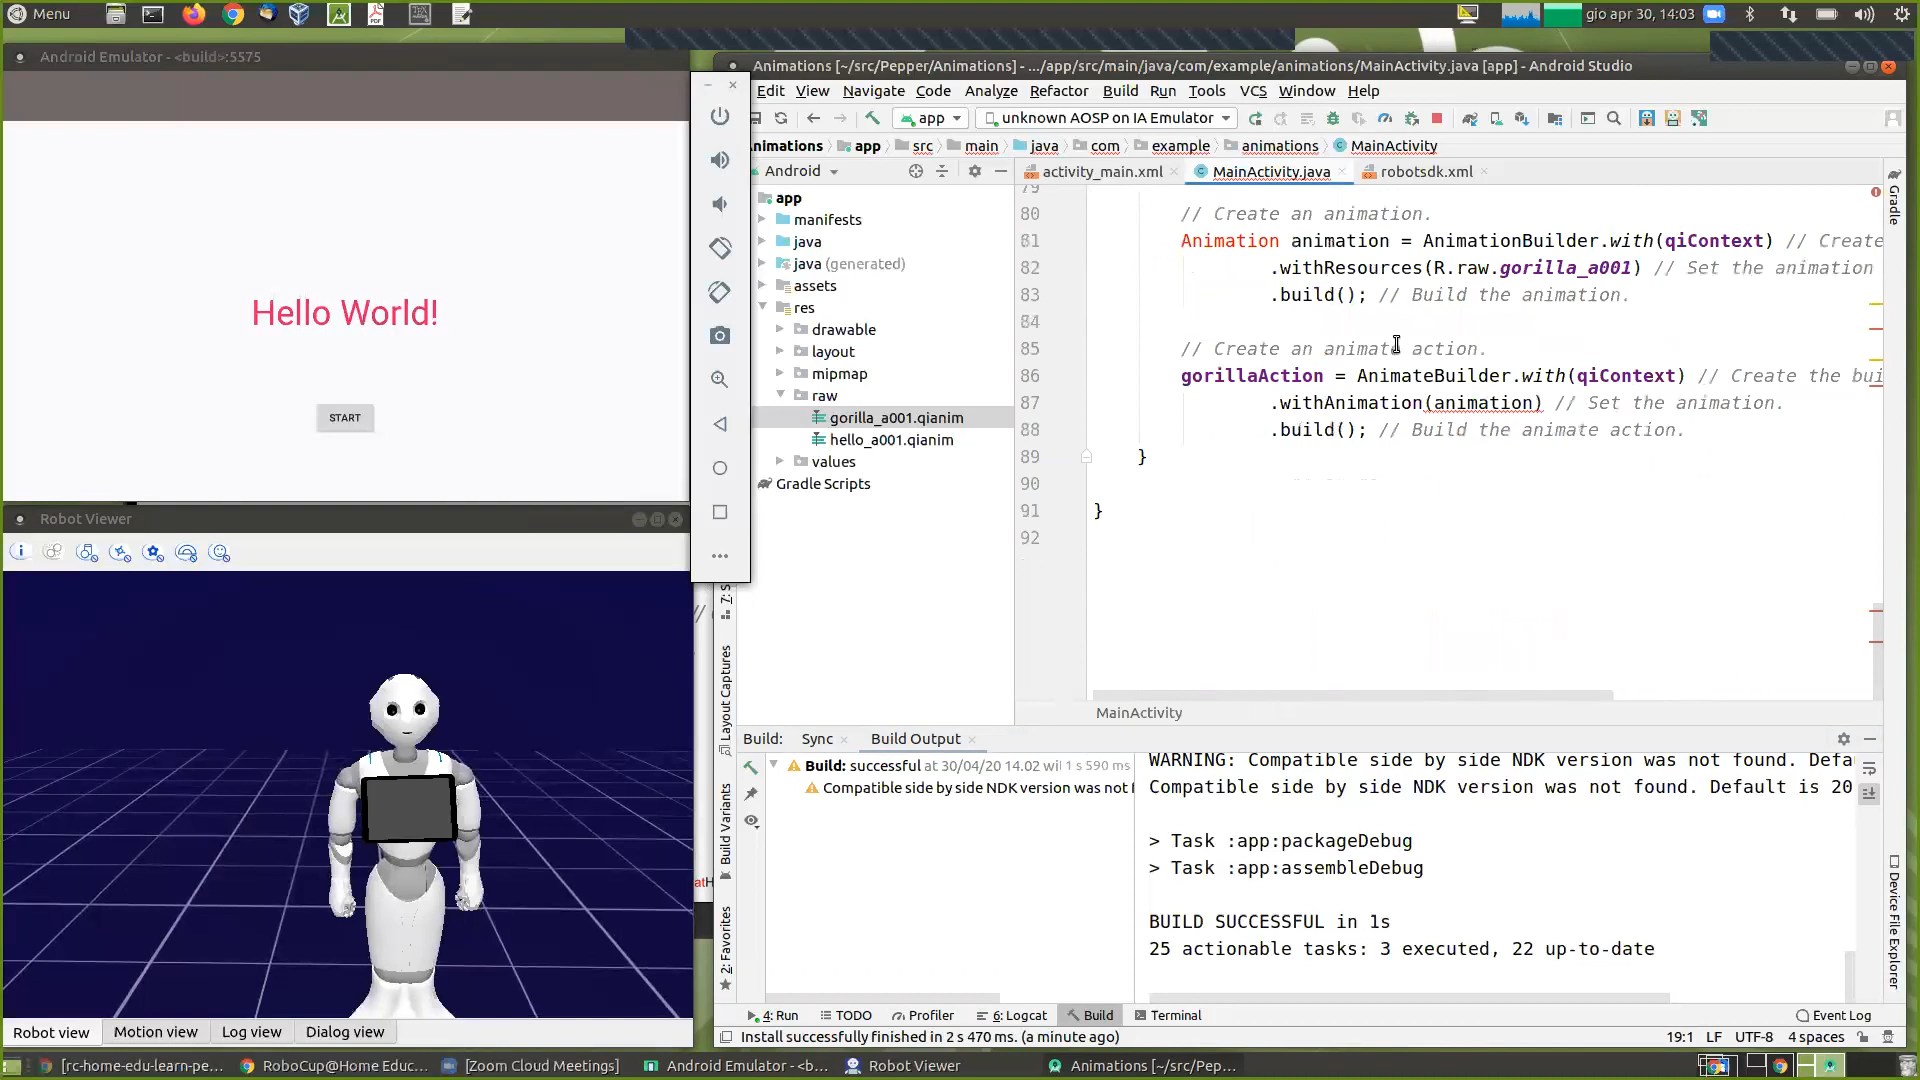 Menu
gio apr 30, 14:03
Android Emulator - <build>:5575
Hello World!
START
Robot Viewer
Robot view
Motion view
Log view
Dialog view
Animations [~/src/Pepper/Animations] - .../app/src/main/java/com/example/animations/MainActivity.java [app] - Android Studio
Edit View Navigate Code Analyze Refactor Build Run Tools VCS Window Help
app
unknown AOSP on IA Emulator
nimations app src main java com example animations MainActivity
Android
activity_main.xml
MainActivity.java
robotsdk.xml
app
manifests
java
java (generated)
assets
res
drawable
layout
mipmap
raw
gorilla_a001.qianim
hello_a001.qianim
values
Gradle Scripts
79
80 // Create an animation.
81 Animation animation = AnimationBuilder.with(qiContext) // Create
82 .withResources(R.raw.gorilla_a001) // Set the animation
83 .build(); // Build the animation.
84
85 // Create an animate action.
86 gorillaAction = AnimateBuilder.with(qiContext) // Create the bui
87 .withAnimation(animation) // Set the animation.
88 .build(); // Build the animate action.
89 }
90
91 }
92
MainActivity
Gradle
Device File Explorer
Layout Captures
Build Variants
2: Favorites
Build: Sync Build Output
Build: successful at 30/04/20 14.02 wil 1 s 590 ms
Compatible side by side NDK version was not f
WARNING: Compatible side by side NDK version was not found. Defa
Compatible side by side NDK version was not found. Default is 20
> Task :app:packageDebug
> Task :app:assembleDebug
BUILD SUCCESSFUL in 1s
25 actionable tasks: 3 executed, 22 up-to-date
4: Run TODO Profiler 6: Logcat Build Terminal Event Log
Install successfully finished in 2 s 470 ms. (a minute ago)
19:1 LF UTF-8 4 spaces
[rc-home-edu-learn-pe...
RoboCup@Home Educ...
[Zoom Cloud Meetings]
Android Emulator - <b...
Robot Viewer
Animations [~/src/Pep...